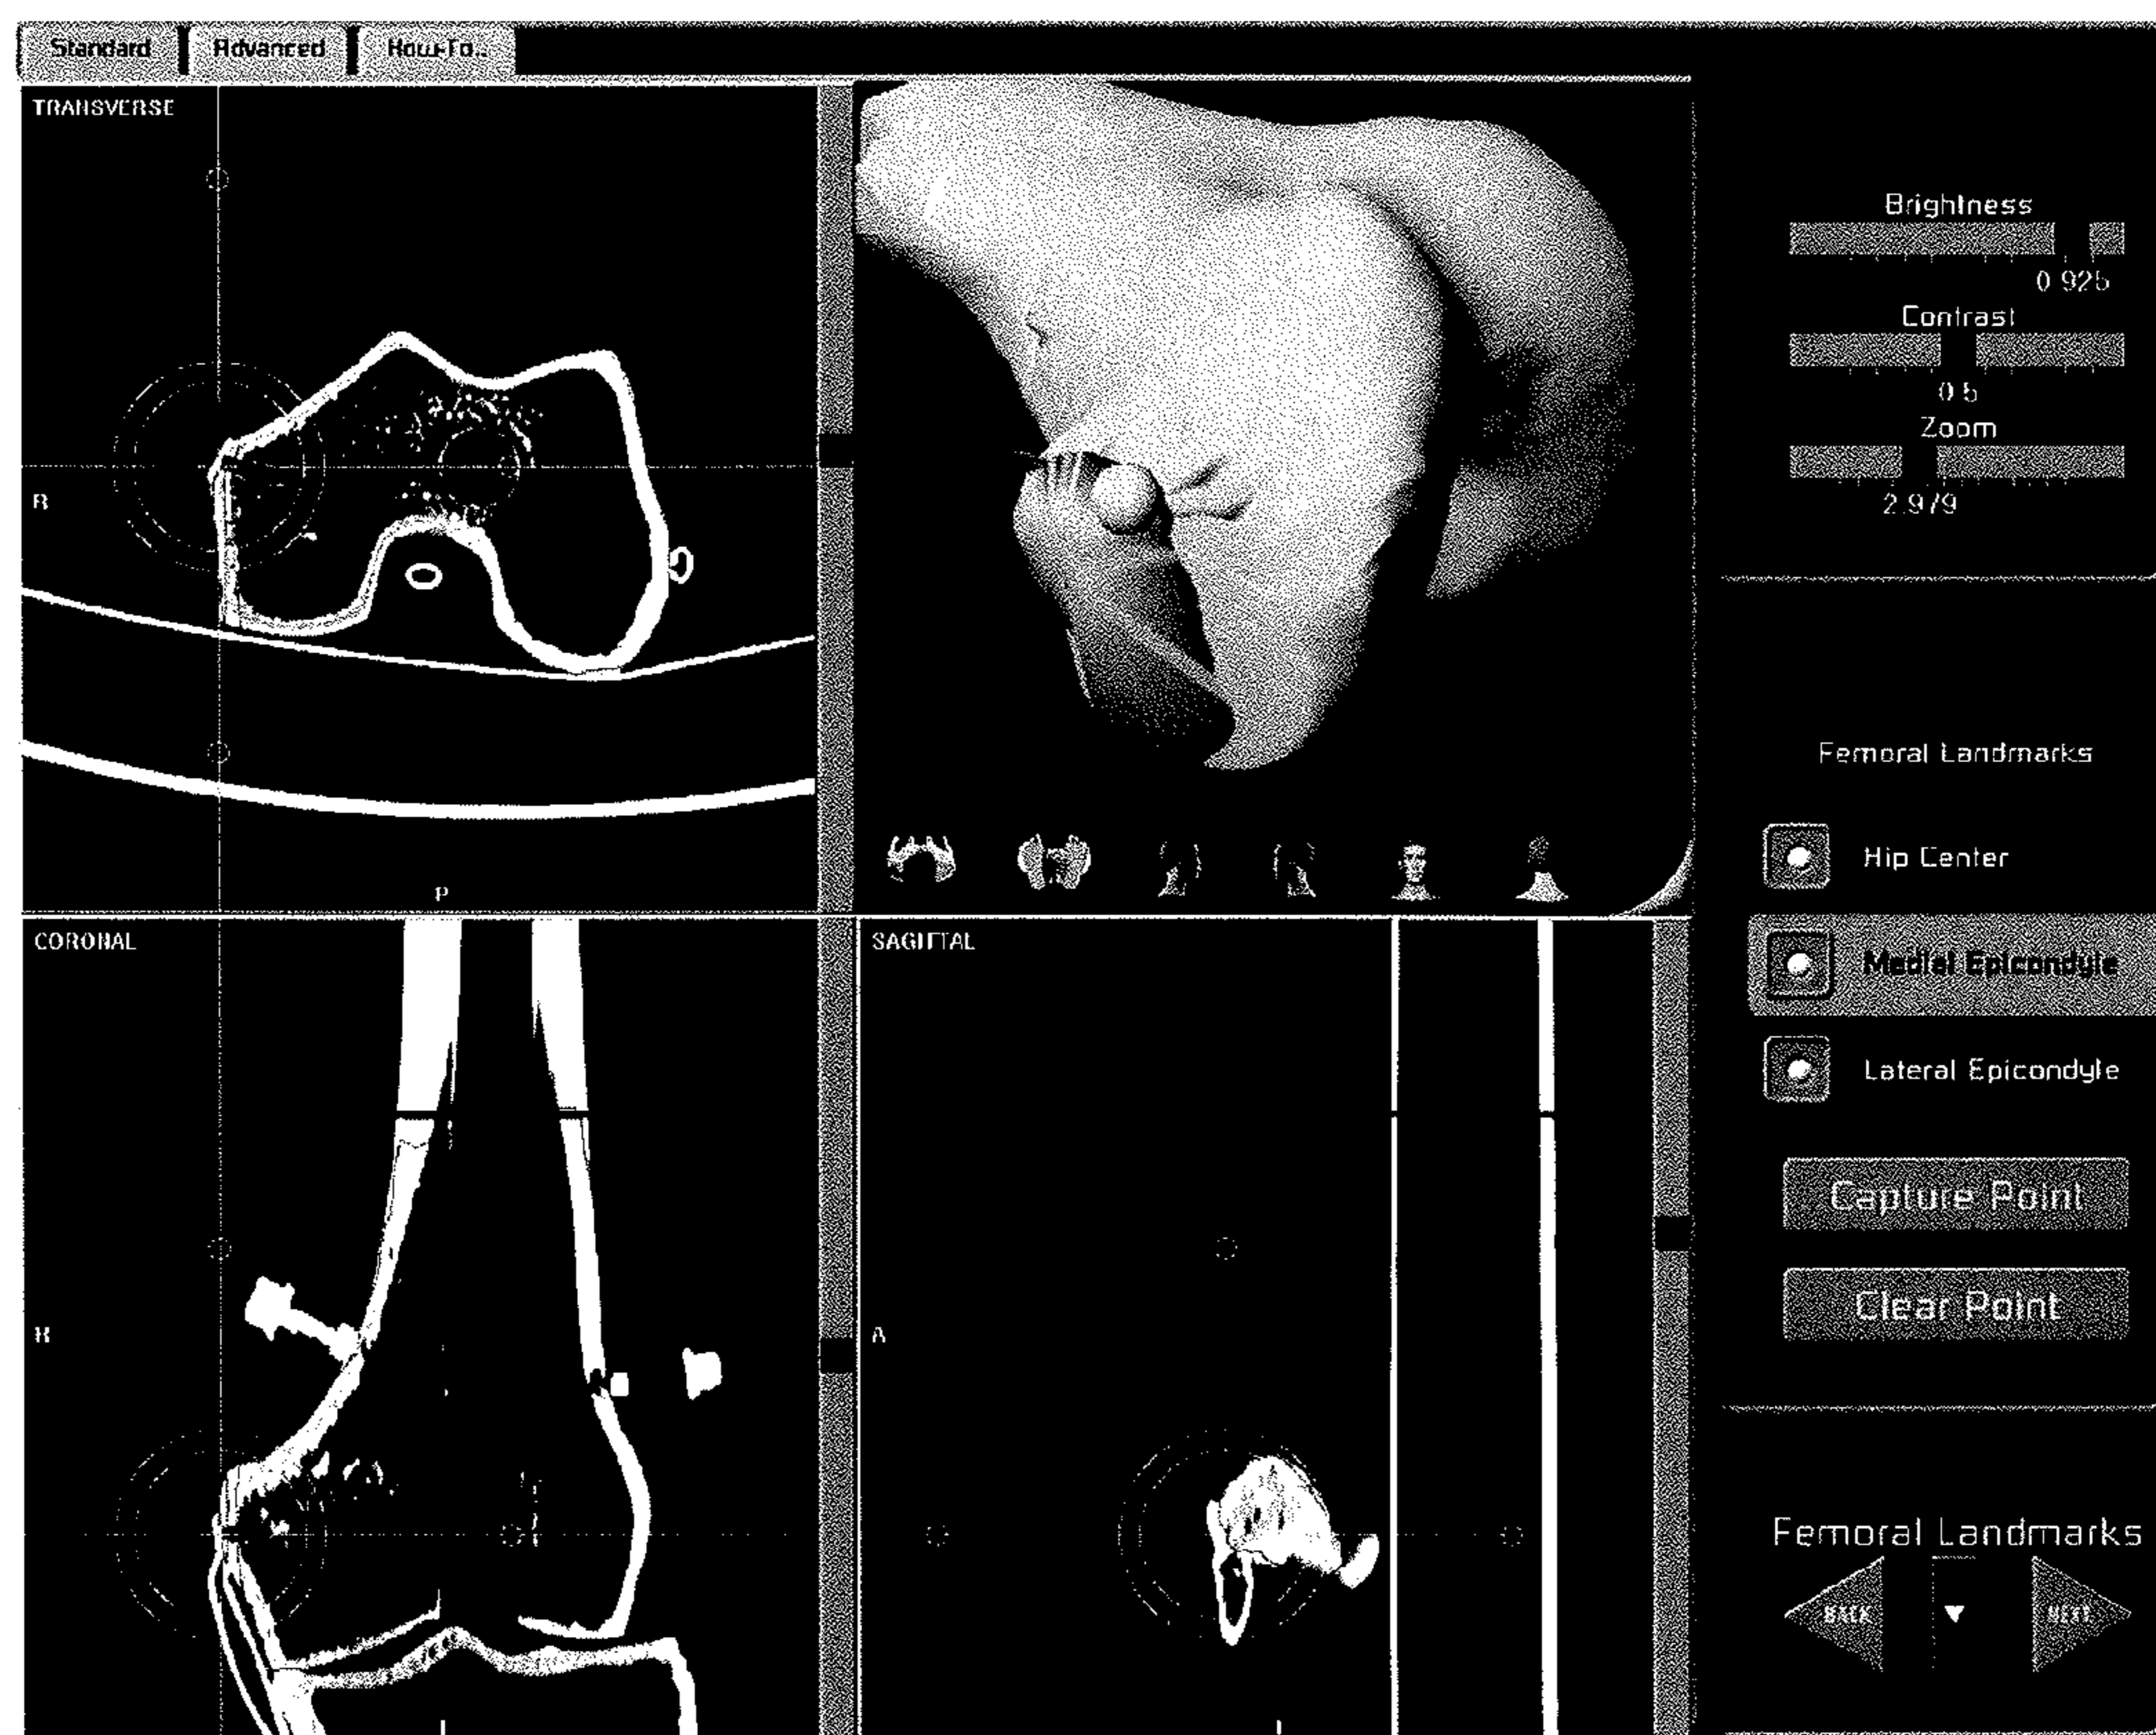 Standard
Advanced
How-To..
TRANSVERSE
R
P
Brightness
0.925
Contrast
0.5
Zoom
2.979
Femoral Landmarks
Hip Center
Medial Epicondyle
Lateral Epicondyle
Capture Point
Clear Point
CORONAL
R
SAGITTAL
A
Femoral Landmarks
BACK
NEXT